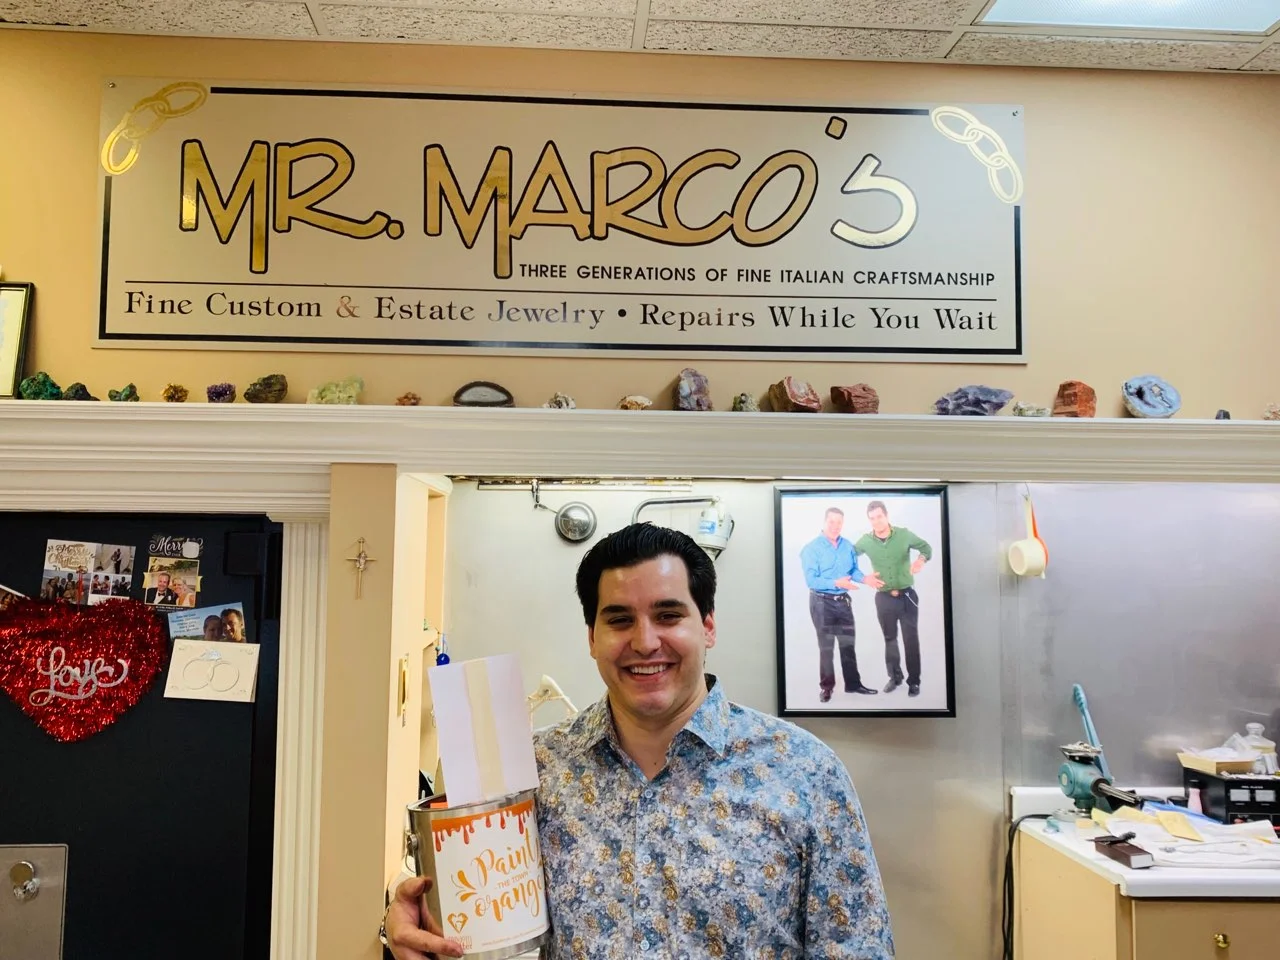 MR. MARCO'S
THREE GENERATIONS OF FINE ITALIAN CRAFTSMANSHIP
Fine Custom & Estate Jewelry • Repairs While You Wait
Love
Paint
THE TOWN
orange